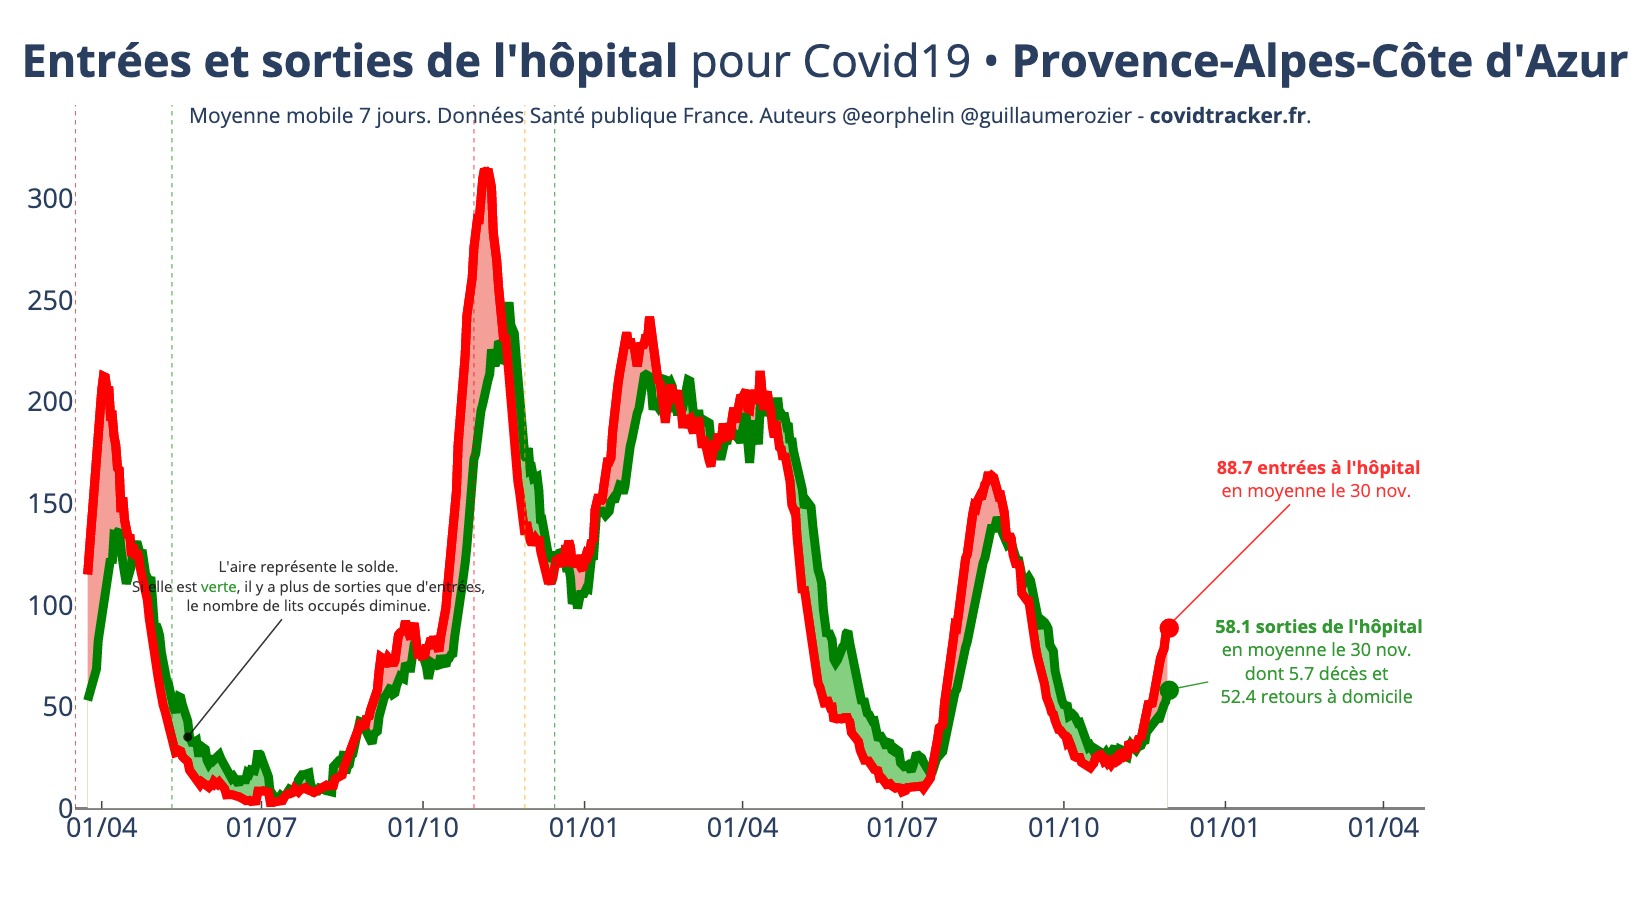 Entrées et sorties de l'hôpital pour Covid19 • Provence-Alpes-Côte d'Azur
Moyenne mobile 7 jours. Données Santé publique France. Auteurs @eorphelin @guillaumerozier - covidtracker.fr.
300
250
200
150
100
50
0
88.7 entrées à l'hôpital
en moyenne le 30 nov.
L'aire représente le solde.
Si elle est verte, il y a plus de sorties que d'entrées,
le nombre de lits occupés diminue.
58.1 sorties de l'hôpital
en moyenne le 30 nov.
dont 5.7 décès et
52.4 retours à domicile
01/04 01/07 01/10 01/01 01/04 01/07 01/10 01/01 01/04